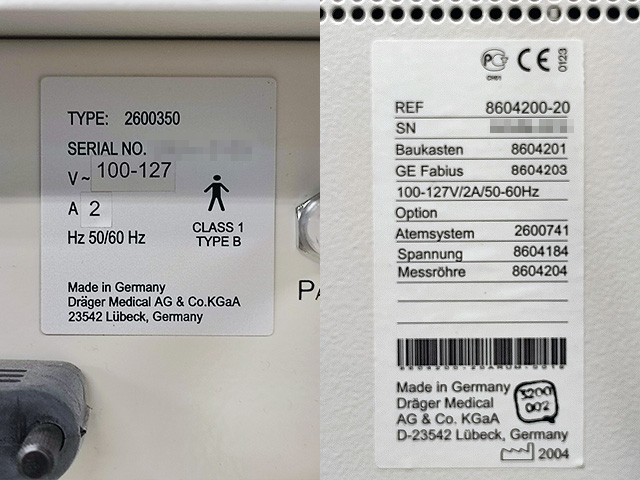 TYPE: 2600350
SERIAL NO.
V~ 100-127
A 2
Hz 50/60 Hz
CLASS 1
TYPE B
Made in Germany
Dräger Medical AG & Co.KGaA
23542 Lübeck, Germany
CE 0123
REF 8604200-20
SN
Baukasten 8604201
GE Fabius 8604203
100-127V/2A/50-60Hz
Option
Atemsystem 2600741
Spannung 8604184
Messröhre 8604204
Made in Germany
Dräger Medical
AG & Co. KGaA
D-23542 Lübeck, Germany
3200
002
2004